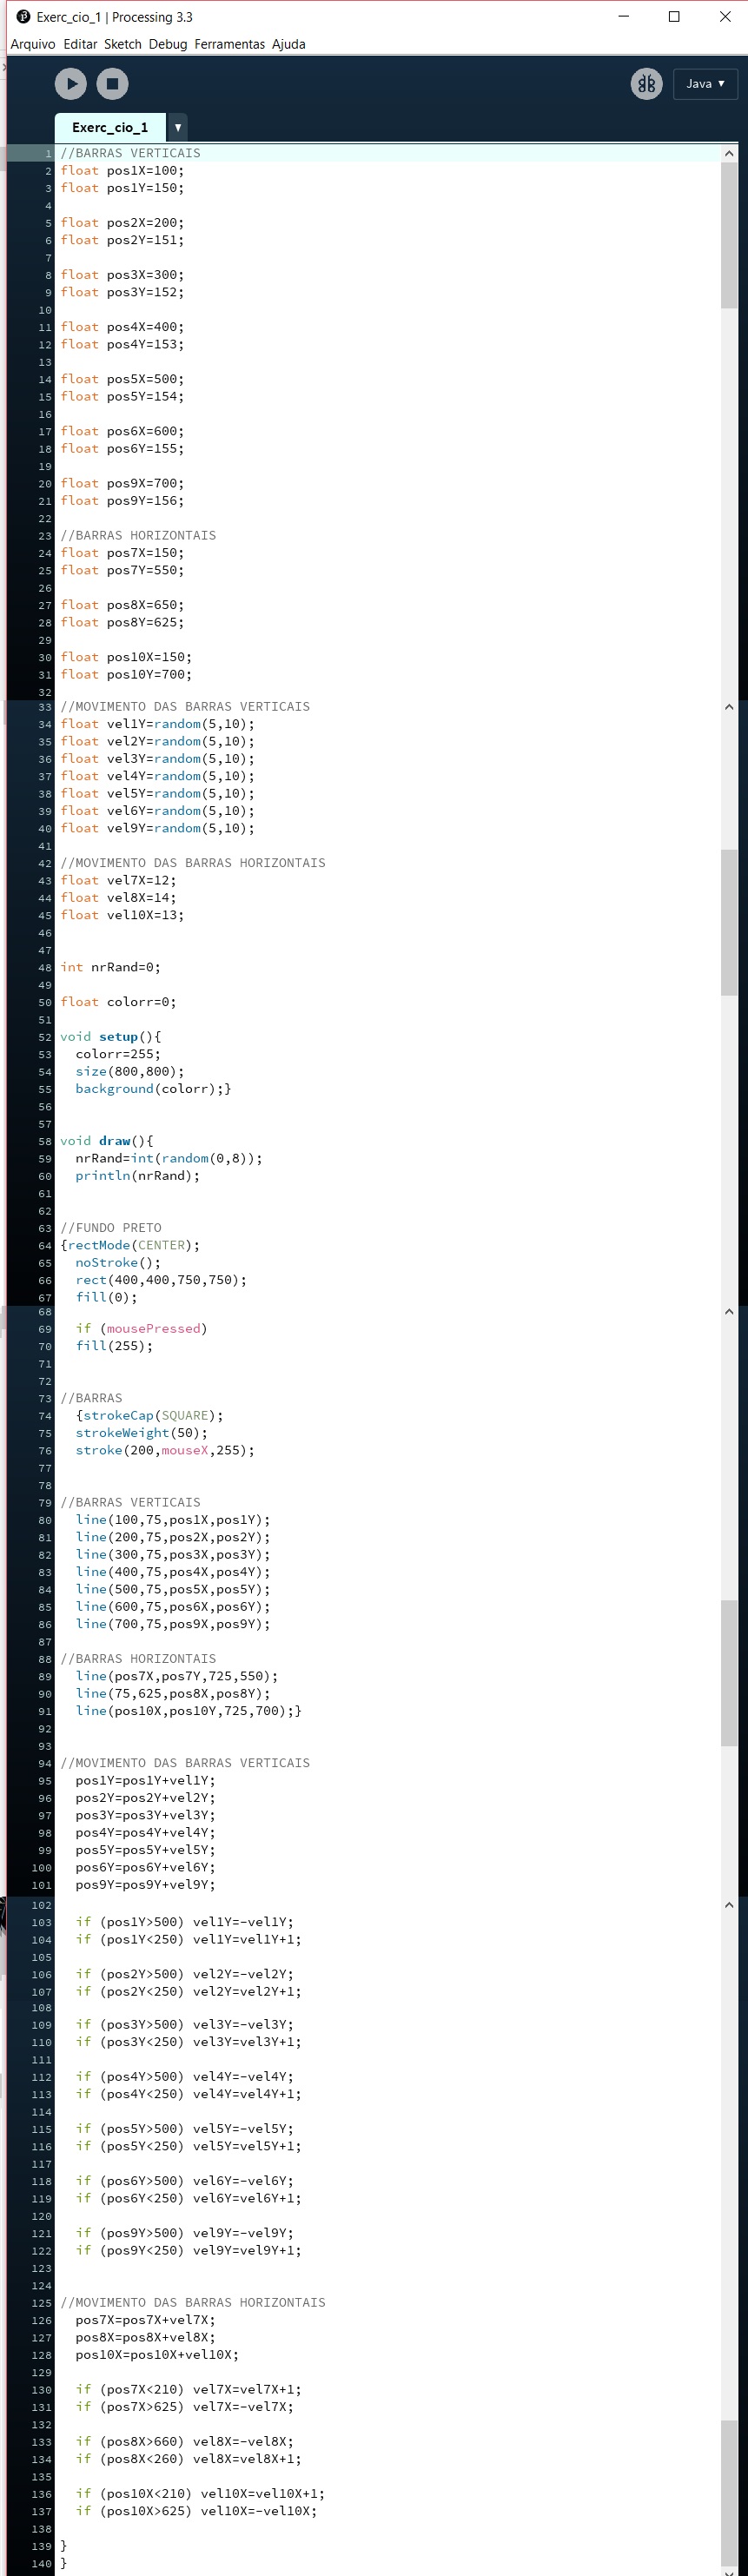 Exerc_cio_1 | Processing 3.3
Arquivo Editar Sketch Debug Ferramentas Ajuda
Java ▼
Exerc_cio_1 ▼
1 //BARRAS VERTICAIS
2 float pos1X=100;
3 float pos1Y=150;
4
5 float pos2X=200;
6 float pos2Y=151;
7
8 float pos3X=300;
9 float pos3Y=152;
10
11 float pos4X=400;
12 float pos4Y=153;
13
14 float pos5X=500;
15 float pos5Y=154;
16
17 float pos6X=600;
18 float pos6Y=155;
19
20 float pos9X=700;
21 float pos9Y=156;
22
23 //BARRAS HORIZONTAIS
24 float pos7X=150;
25 float pos7Y=550;
26
27 float pos8X=650;
28 float pos8Y=625;
29
30 float pos10X=150;
31 float pos10Y=700;
32
33 //MOVIMENTO DAS BARRAS VERTICAIS
34 float vel1Y=random(5,10);
35 float vel2Y=random(5,10);
36 float vel3Y=random(5,10);
37 float vel4Y=random(5,10);
38 float vel5Y=random(5,10);
39 float vel6Y=random(5,10);
40 float vel9Y=random(5,10);
41
42 //MOVIMENTO DAS BARRAS HORIZONTAIS
43 float vel7X=12;
44 float vel8X=14;
45 float vel10X=13;
46
47
48 int nrRand=0;
49
50 float colorr=0;
51
52 void setup(){
53 colorr=255;
54 size(800,800);
55 background(colorr);}
56
57
58 void draw(){
59 nrRand=int(random(0,8));
60 println(nrRand);
61
62
63 //FUNDO PRETO
64 {rectMode(CENTER);
65 noStroke();
66 rect(400,400,750,750);
67 fill(0);
68
69 if (mousePressed)
70 fill(255);
71
72
73 //BARRAS
74 {strokeCap(SQUARE);
75 strokeWeight(50);
76 stroke(200,mouseX,255);
77
78
79 //BARRAS VERTICAIS
80 line(100,75,pos1X,pos1Y);
81 line(200,75,pos2X,pos2Y);
82 line(300,75,pos3X,pos3Y);
83 line(400,75,pos4X,pos4Y);
84 line(500,75,pos5X,pos5Y);
85 line(600,75,pos6X,pos6Y);
86 line(700,75,pos9X,pos9Y);
87
88 //BARRAS HORIZONTAIS
89 line(pos7X,pos7Y,725,550);
90 line(75,625,pos8X,pos8Y);
91 line(pos10X,pos10Y,725,700);}
92
93
94 //MOVIMENTO DAS BARRAS VERTICAIS
95 pos1Y=pos1Y+vel1Y;
96 pos2Y=pos2Y+vel2Y;
97 pos3Y=pos3Y+vel3Y;
98 pos4Y=pos4Y+vel4Y;
99 pos5Y=pos5Y+vel5Y;
100 pos6Y=pos6Y+vel6Y;
101 pos9Y=pos9Y+vel9Y;
102
103 if (pos1Y>500) vel1Y=-vel1Y;
104 if (pos1Y<250) vel1Y=vel1Y+1;
105
106 if (pos2Y>500) vel2Y=-vel2Y;
107 if (pos2Y<250) vel2Y=vel2Y+1;
108
109 if (pos3Y>500) vel3Y=-vel3Y;
110 if (pos3Y<250) vel3Y=vel3Y+1;
111
112 if (pos4Y>500) vel4Y=-vel4Y;
113 if (pos4Y<250) vel4Y=vel4Y+1;
114
115 if (pos5Y>500) vel5Y=-vel5Y;
116 if (pos5Y<250) vel5Y=vel5Y+1;
117
118 if (pos6Y>500) vel6Y=-vel6Y;
119 if (pos6Y<250) vel6Y=vel6Y+1;
120
121 if (pos9Y>500) vel9Y=-vel9Y;
122 if (pos9Y<250) vel9Y=vel9Y+1;
123
124
125 //MOVIMENTO DAS BARRAS HORIZONTAIS
126 pos7X=pos7X+vel7X;
127 pos8X=pos8X+vel8X;
128 pos10X=pos10X+vel10X;
129
130 if (pos7X<210) vel7X=vel7X+1;
131 if (pos7X>625) vel7X=-vel7X;
132
133 if (pos8X>660) vel8X=-vel8X;
134 if (pos8X<260) vel8X=vel8X+1;
135
136 if (pos10X<210) vel10X=vel10X+1;
137 if (pos10X>625) vel10X=-vel10X;
138
139 }
140 }